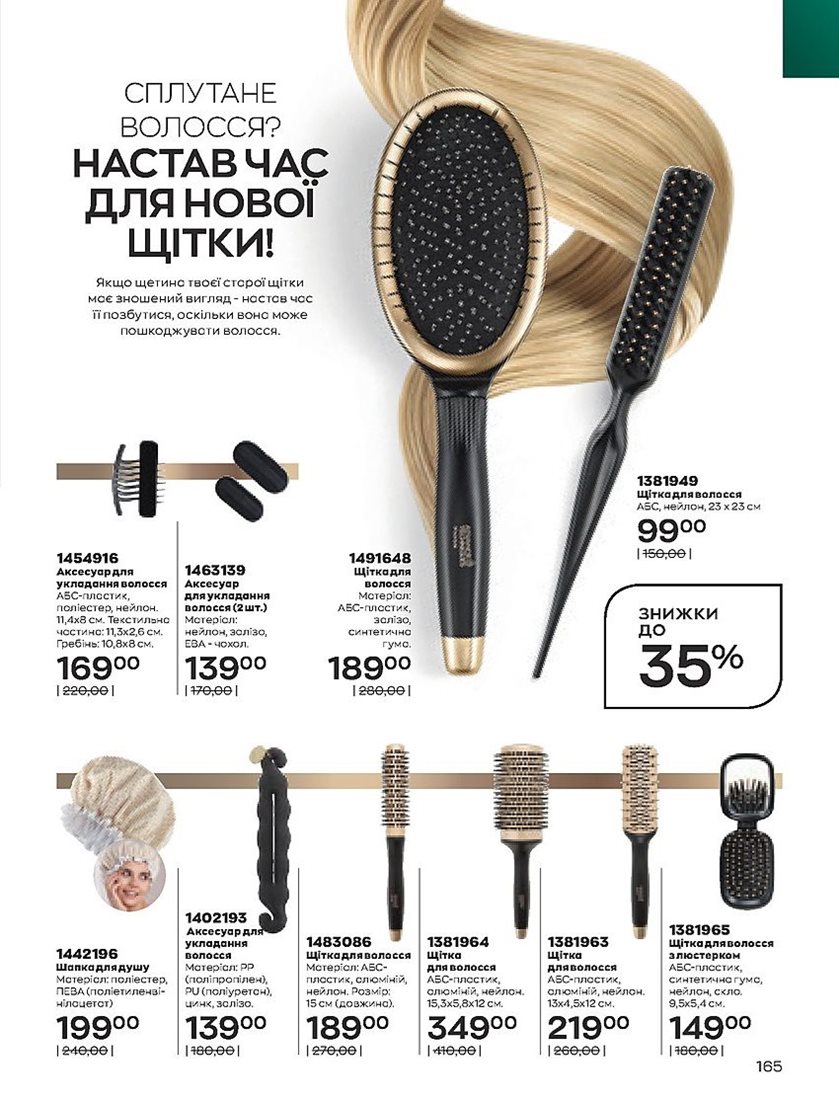 СПЛУТАНЕ
ВОЛОССЯ?
НАСТАВ ЧАС
ДЛЯ НОВОЇ
ЩІТКИ!
Якщо щетина твоєї старої щітки
має зношений вигляд - настав час
її позбутися, оскільки вона може
пошкоджувати волосся.
1381949
Щітка для волосся
АБС, нейлон, 23 x 23 см
9900
|150,00|
ЗНИЖКИ
ДО
35%
1454916
Аксесуар для
укладання волосся
АБС-пластик,
поліестер, нейлон.
11,4x8 см. Текстильна
частина: 11,3x2,6 см.
Гребінь: 10,8x8 см.
16900
|220,00|
1463139
Аксесуар
для укладання
волосся (2 шт.)
Матеріал:
нейлон, залізо,
ЕВА - чохол.
13900
|170,00|
1491648
Щітка для
волосся
Матеріал:
АБС-пластик,
залізо,
синтетична
гума.
18900
|280,00|
1442196
Шапка для душу
Матеріал: поліестер,
ПЕВА (поліетиленві-
нілацетат)
19900
|240,00|
1402193
Аксесуар для
укладання
волосся
Матеріал: PP
(поліпропілен),
PU (поліуретан),
цинк, залізо.
13900
|180,00|
1483086
Щітка для волосся
Матеріал: АБС-
пластик, алюміній,
нейлон. Розмір:
15 см (довжина).
18900
|270,00|
1381964
Щітка
для волосся
АБС-пластик,
алюміній, нейлон.
15,3x5,8x12 см.
34900
|410,00|
1381963
Щітка
для волосся
АБС-пластик,
алюміній, нейлон.
13x4,5x12 см.
21900
|260,00|
1381965
Щітка для волосся
з люстерком
АБС-пластик,
синтетична гума,
нейлон, скло.
9,5x5,4 см.
14900
|180,00|
165